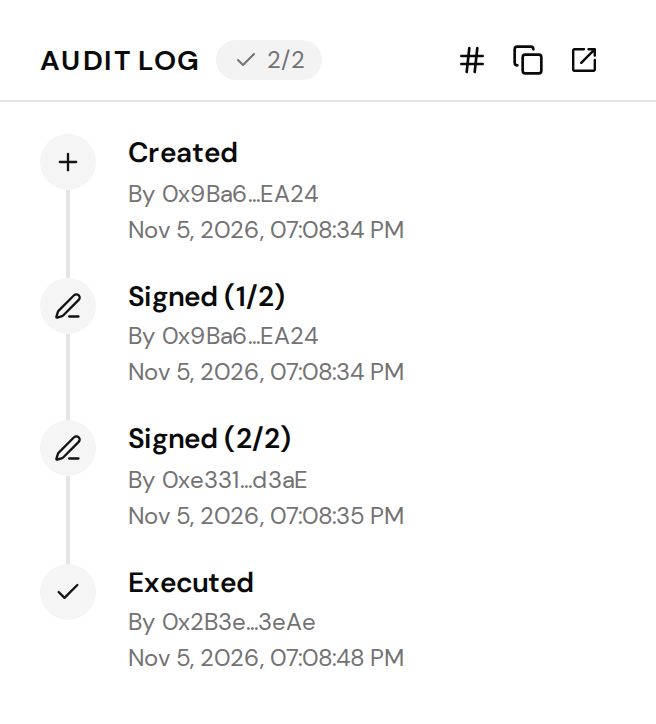 AUDIT LOG 2/2
Created
By 0x9Ba6...EA24
Nov 5, 2026, 07:08:34 PM
Signed (1/2)
By 0x9Ba6...EA24
Nov 5, 2026, 07:08:34 PM
Signed (2/2)
By 0xe331...d3aE
Nov 5, 2026, 07:08:35 PM
Executed
By 0x2B3e...3eAe
Nov 5, 2026, 07:08:48 PM